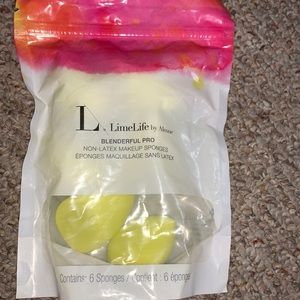 L
LimeLife by Alcone
BLENDERFUL PRO
NON-LATEX MAKEUP SPONGES
ÉPONGES MAQUILLAGE SANS LATEX
Contains: 6 Sponges / Contient : 6 éponges